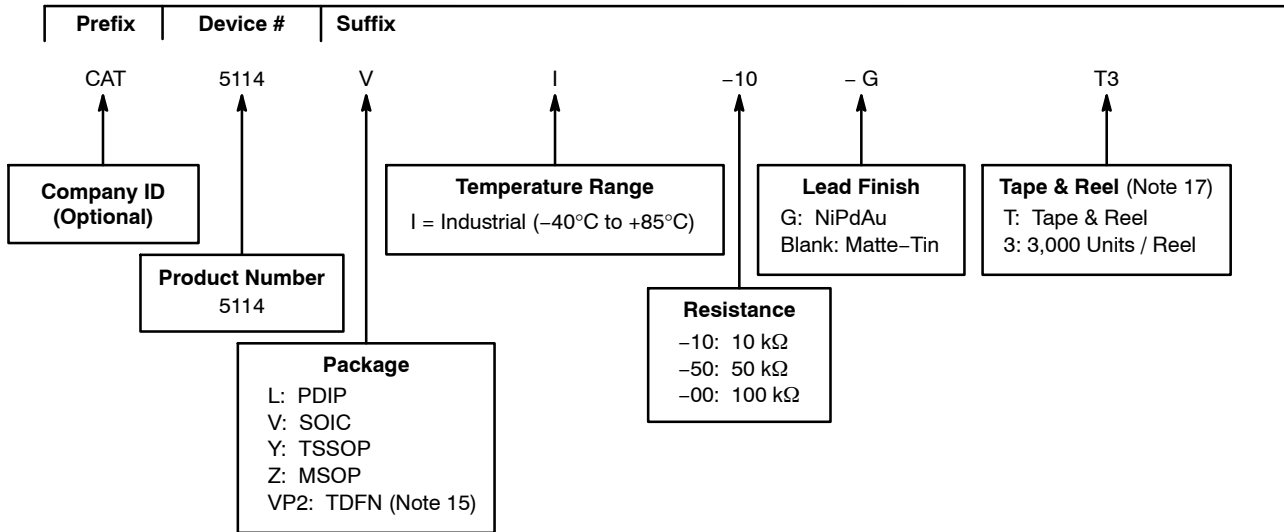 Prefix Device # Suffix
CAT 5114 V I −10 − G T3
Company ID
(Optional)
Product Number
5114
Package
L: PDIP
V: SOIC
Y: TSSOP
Z: MSOP
VP2: TDFN (Note 15)
Temperature Range
I = Industrial (−40°C to +85°C)
Resistance
−10: 10 kΩ
−50: 50 kΩ
−00: 100 kΩ
Lead Finish
G: NiPdAu
Blank: Matte−Tin
Tape & Reel (Note 17)
T: Tape & Reel
3: 3,000 Units / Reel